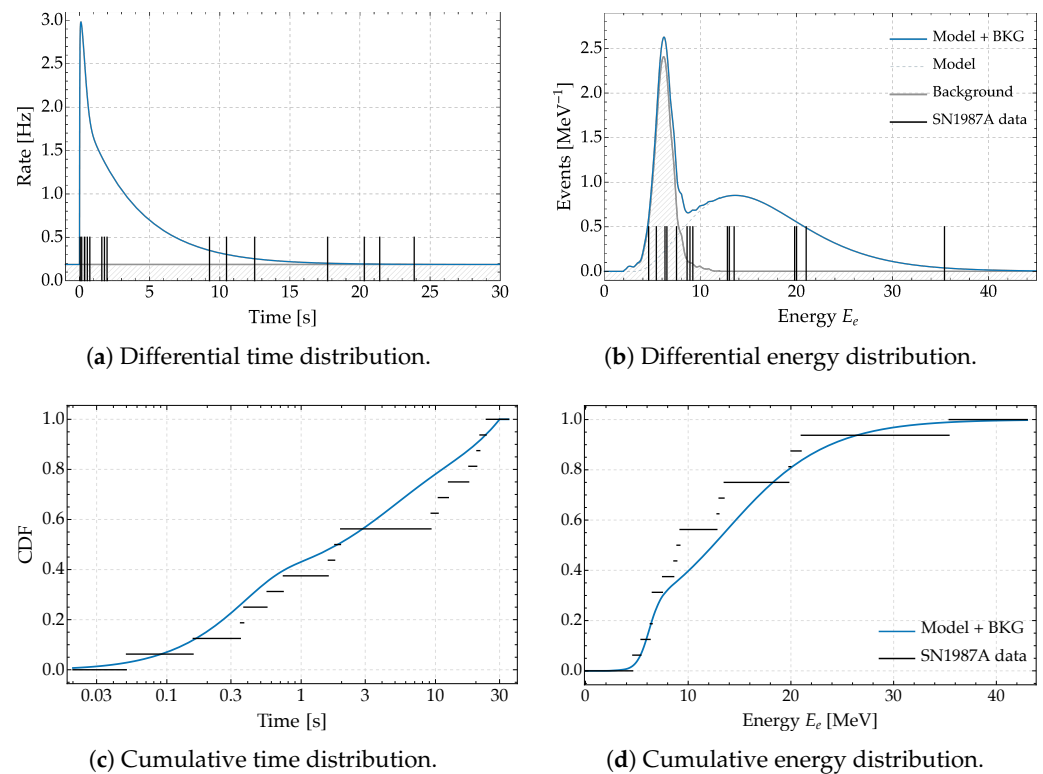 3.0
2.5
2.0
1.5
1.0
0.5
0.0
Rate [Hz]
0
5
10
15
20
25
30
Time [s]
(a) Differential time distribution.
2.5
2.0
1.5
1.0
0.5
0.0
Events [MeV⁻¹]
Model + BKG
Model
Background
SN1987A data
0
10
20
30
40
Energy Eₑ
(b) Differential energy distribution.
1.0
0.8
0.6
0.4
0.2
0.0
CDF
0.03
0.1
0.3
1
3
10
30
Time [s]
(c) Cumulative time distribution.
1.0
0.8
0.6
0.4
0.2
0.0
Model + BKG
SN1987A data
0
10
20
30
40
Energy Eₑ [MeV]
(d) Cumulative energy distribution.